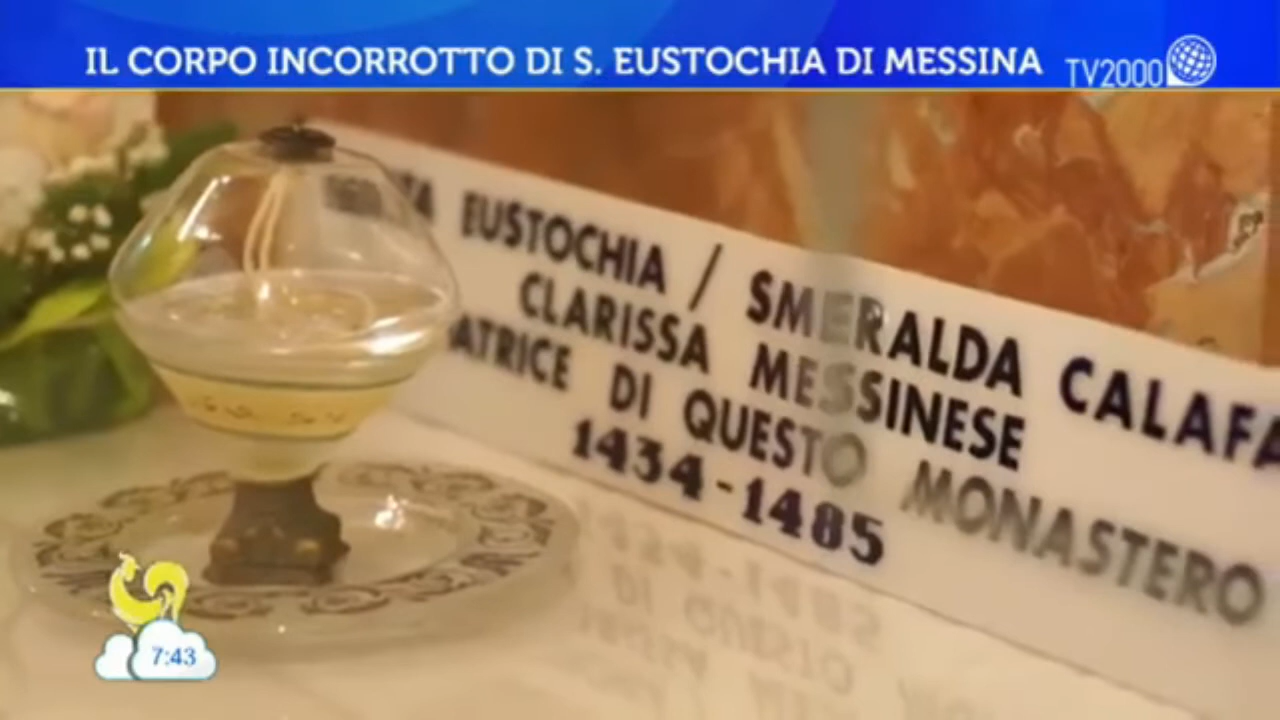 IL CORPO INCORROTTO DI S. EUSTOCHIA DI MESSINA
TV2000
EUSTOCHIA / SMERALDA CALAFA
CLARISSA MESSINESE
ATRICE DI QUESTO MONASTERO
1434-1485
7:43